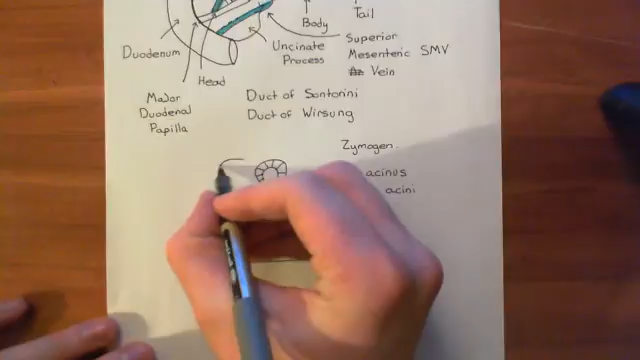 Tail
Body
Duodenum
Uncinate
Process
Superior
Mesenteric SMV
Vein
Head
Major
Duodenal
Papilla
Duct of Santorini
Duct of Wirsung
Zymogen
acinus
acini